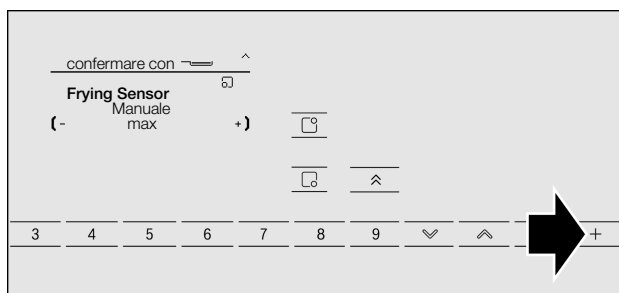 confermare con
Frying Sensor
Manuale
(- max +)
3 4 5 6 7 8 9 +